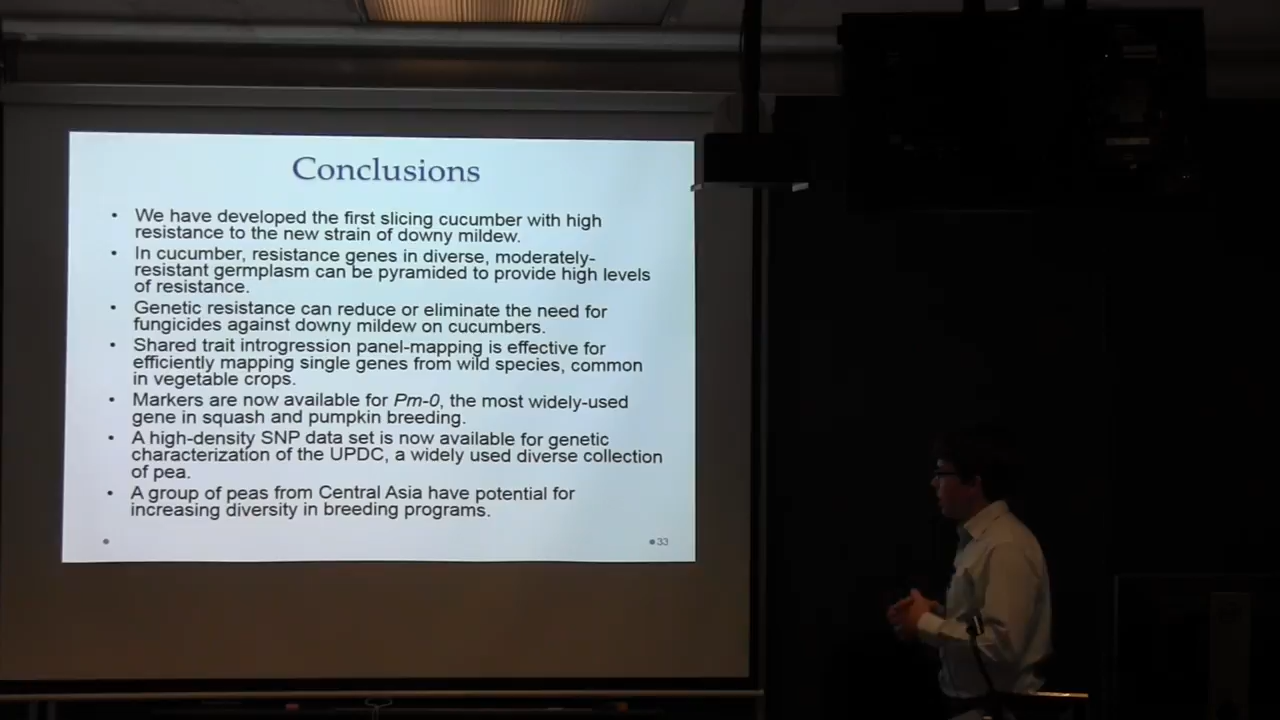 Conclusions
• We have developed the first slicing cucumber with high
resistance to the new strain of downy mildew.
• In cucumber, resistance genes in diverse, moderately-
resistant germplasm can be pyramided to provide high levels
of resistance.
• Genetic resistance can reduce or eliminate the need for
fungicides against downy mildew on cucumbers.
• Shared trait introgression panel-mapping is effective for
efficiently mapping single genes from wild species, common
in vegetable crops.
• Markers are now available for Pm-0, the most widely-used
gene in squash and pumpkin breeding.
• A high-density SNP data set is now available for genetic
characterization of the UPDC, a widely used diverse collection
of pea.
• A group of peas from Central Asia have potential for
increasing diversity in breeding programs.
• 33